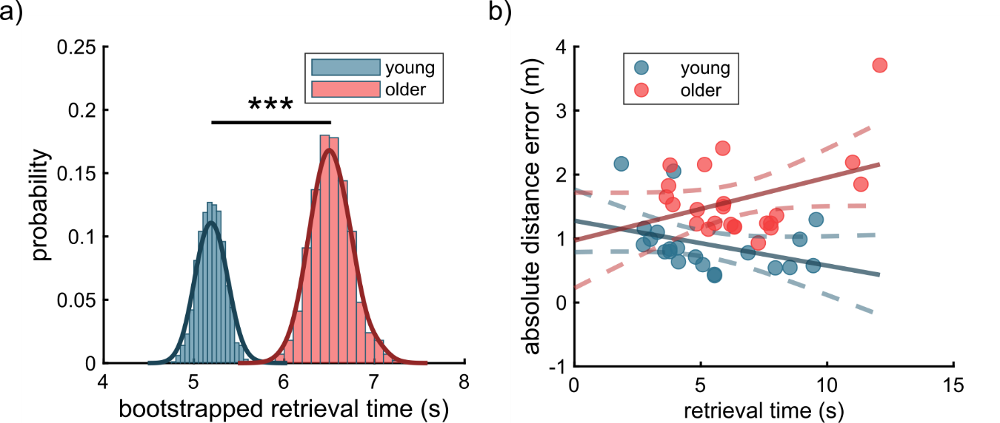 a)
0.25
0.2
0.15
0.1
0.05
0
probability
young
older
***
4 5 6 7 8
bootstrapped retrieval time (s)
b)
4
3
2
1
0
-1
absolute distance error (m)
young
older
0 5 10 15
retrieval time (s)